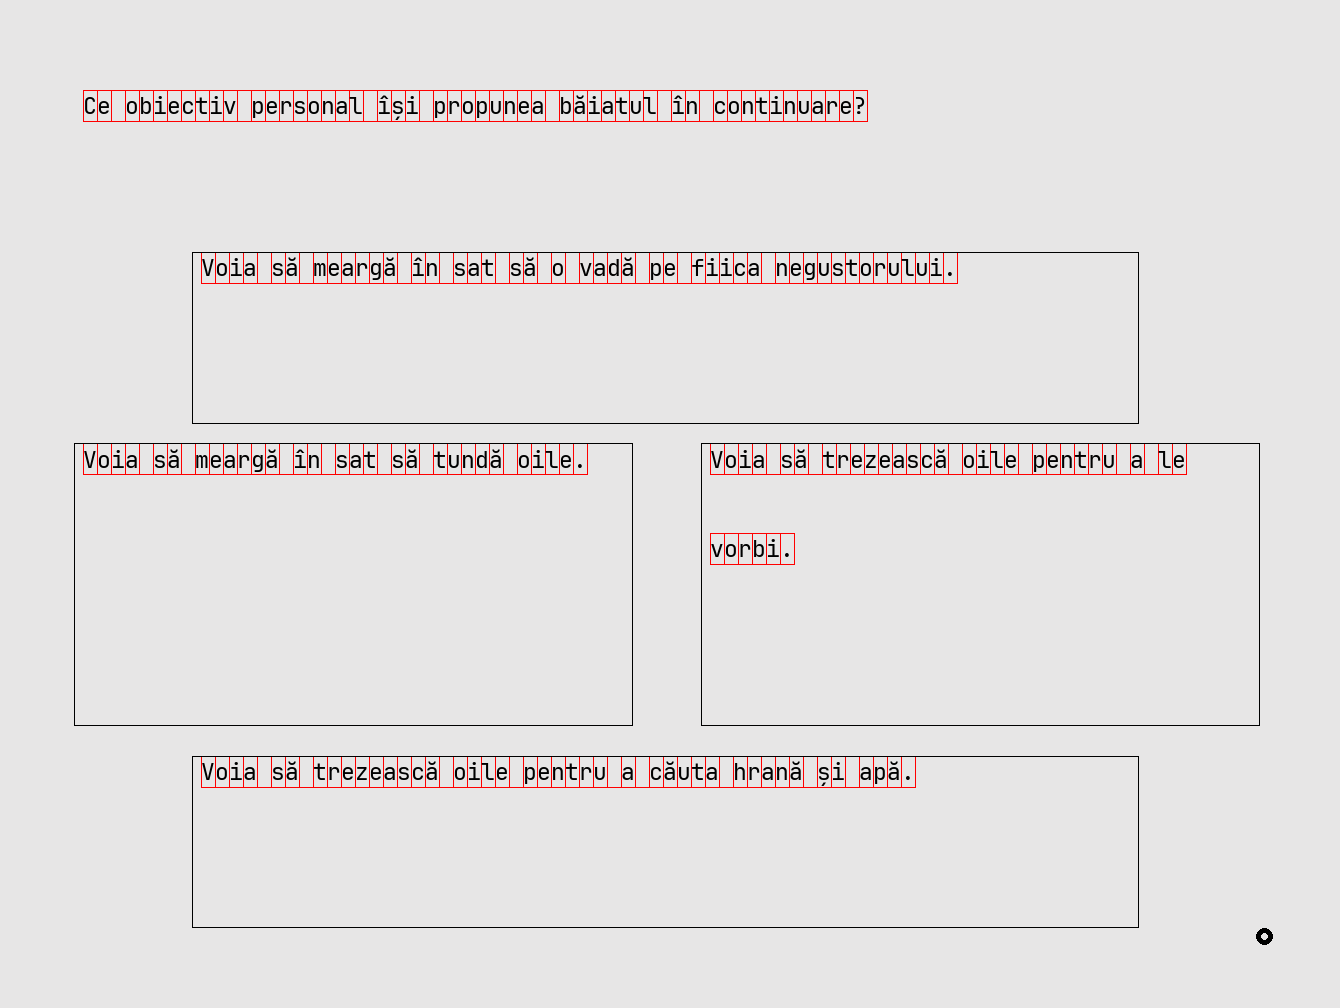 Ce obiectiv personal își propunea băiatul în continuare?
Voia să meargă în sat să o vadă pe fiica negustorului.
Voia să meargă în sat să tundă oile.
Voia să trezească oile pentru a le
vorbi.
Voia să trezească oile pentru a căuta hrană și apă.